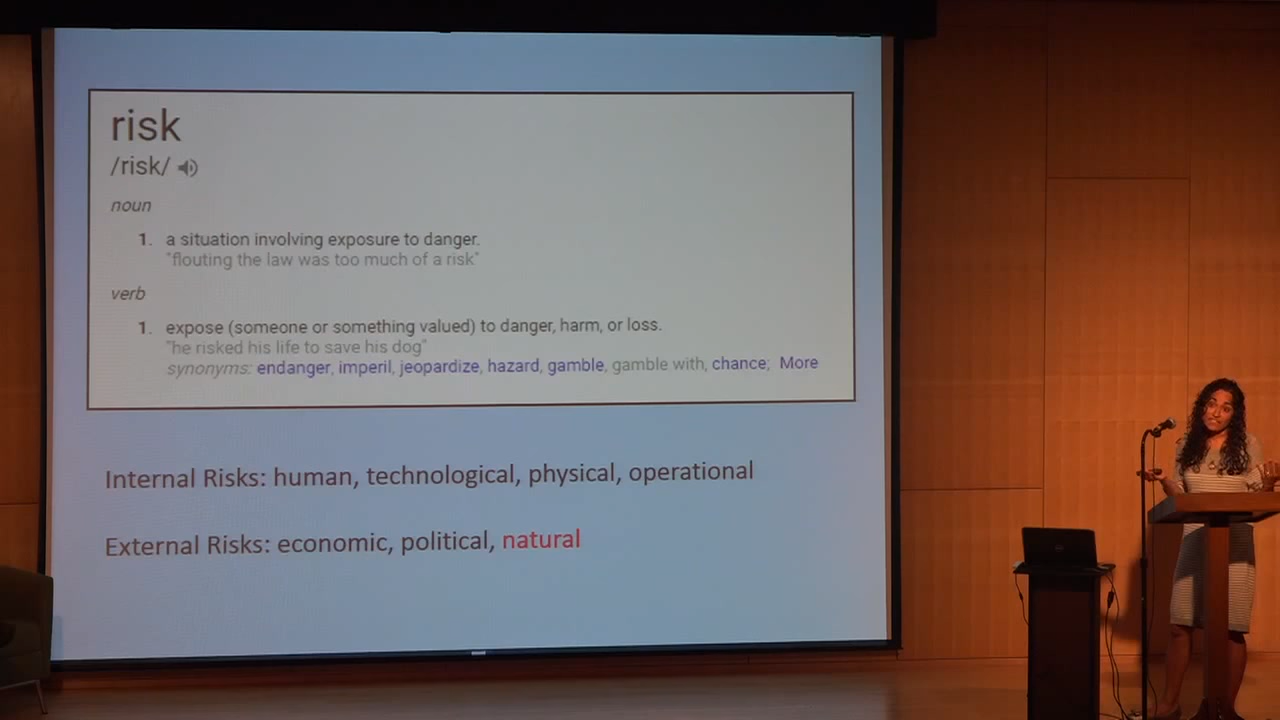 risk
/risk/
noun
1. a situation involving exposure to danger.
"flouting the law was too much of a risk"
verb
1. expose (someone or something valued) to danger, harm, or loss.
"he risked his life to save his dog"
synonyms: endanger, imperil, jeopardize, hazard, gamble, gamble with, chance; More
Internal Risks: human, technological, physical, operational
External Risks: economic, political, natural